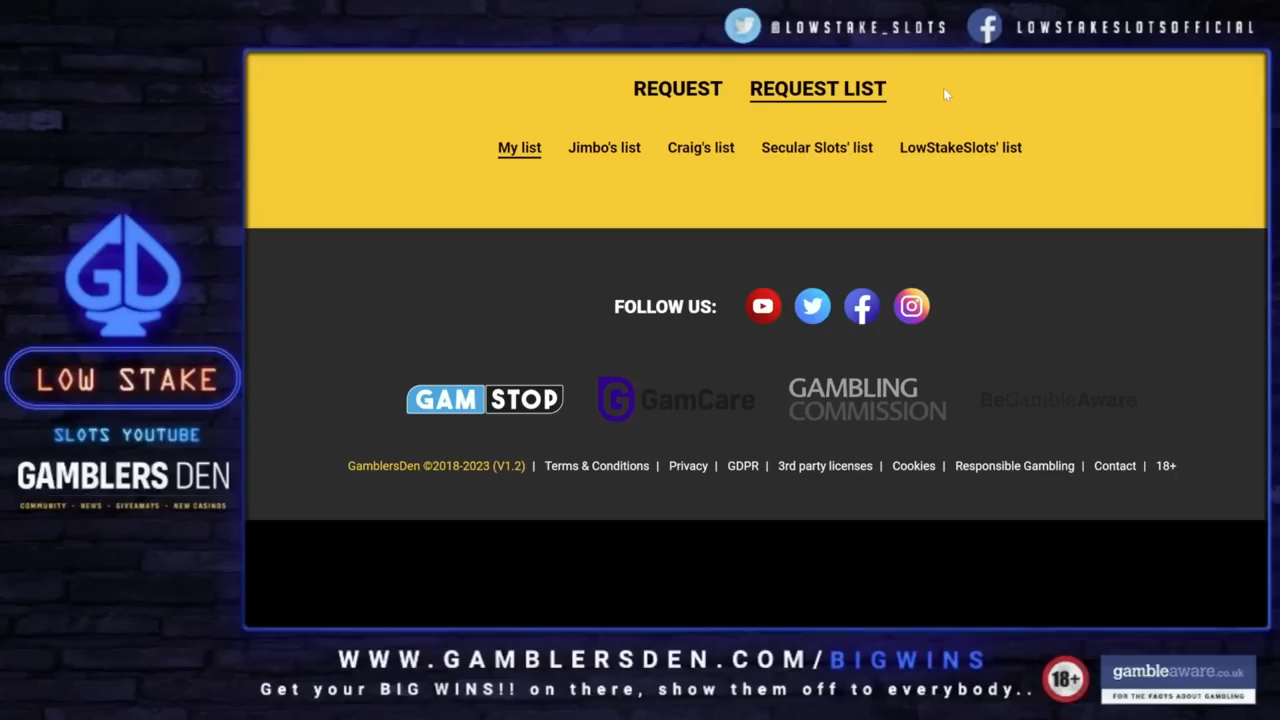 @LOWSTAKE_SLOTS LOWSTAKESLOTSOFFICIAL
REQUEST REQUEST LIST
My list Jimbo's list Craig's list Secular Slots' list LowStakeSlots' list
GD
LOW STAKE
SLOTS YOUTUBE
GAMBLERS DEN
COMMUNITY - NEWS - GIVEAWAYS - NEW CASINOS
FOLLOW US:
GAM STOP GamCare GAMBLING COMMISSION BeGambleAware
GamblersDen ©2018-2023 (V1.2) | Terms & Conditions | Privacy | GDPR | 3rd party licenses | Cookies | Responsible Gambling | Contact | 18+
WWW.GAMBLERSDEN.COM/BIGWINS
Get your BIG WINS!! on there, show them off to everybody..
18+
gambleaware.co.uk
FOR THE FACTS ABOUT GAMBLING